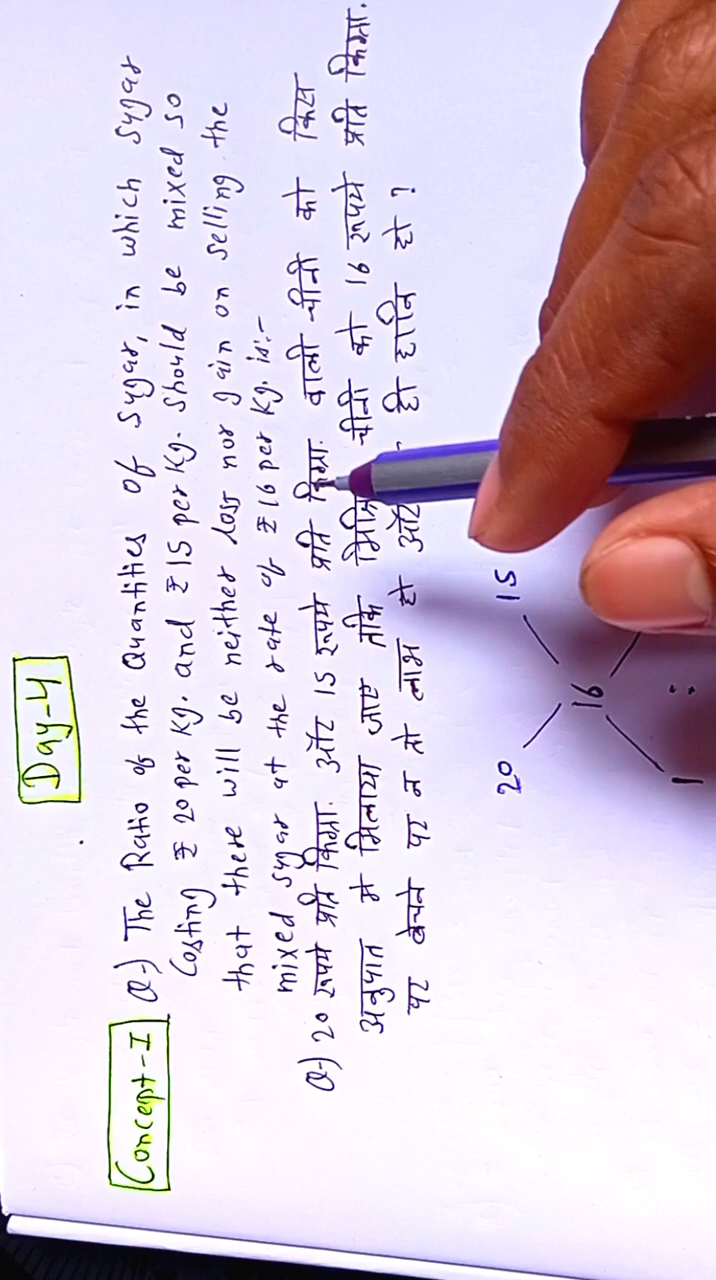 Day-4
Concept-I
Q-) The Ratio of the Quantities of sugar, in which sugar
Costing ₹ 20 per Kg. and ₹ 15 per Kg. Should be mixed so
that there will be neither loss nor gain on selling the
mixed sugar at the rate of ₹ 16 per Kg. is:-
Q-) 20 रूपये प्रति किग्रा. और 15 रूपये प्रति किग्रा. वाली चीनी को किस
अनुपात मे मिलाया जाए ताकि चीनी को 16 रूपये प्रति किग्रा.
पर बेचने पर न तो लाभ हो और ही हानि हो ?
20 15
16
1 :